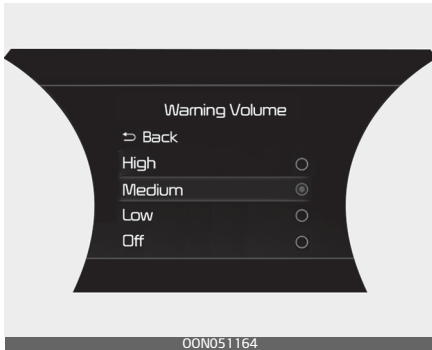 Warning Volume
Back
High
Medium
Low
Off
OON051164